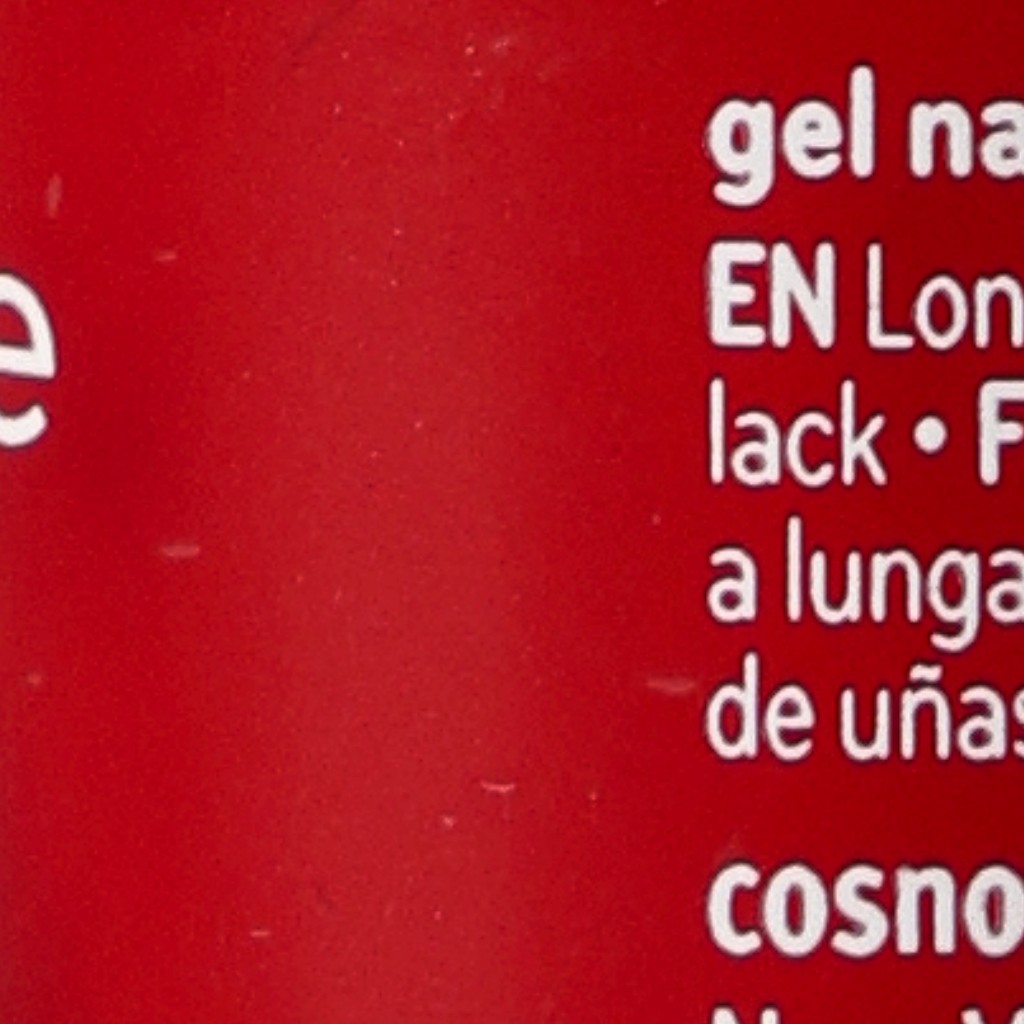 e
gel na
EN Lon
lack • F
a lunga
de uñas
cosno